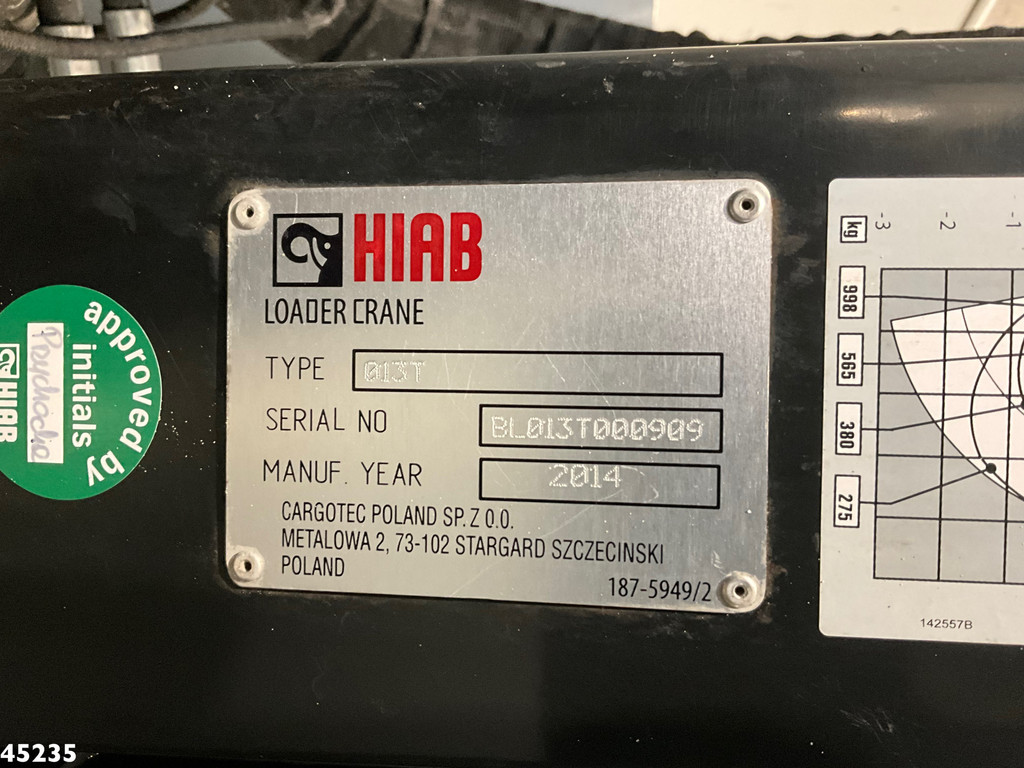 HIAB
LOADER CRANE
TYPE 013T
SERIAL NO BL013T000909
MANUF. YEAR 2014
CARGOTEC POLAND SP. Z O.O.
METALOWA 2, 73-102 STARGARD SZCZECINSKI
POLAND
187-5949/2
approved by
initials
HIAB
kg
-3
-2
-1
998
565
380
275
142557B
45235